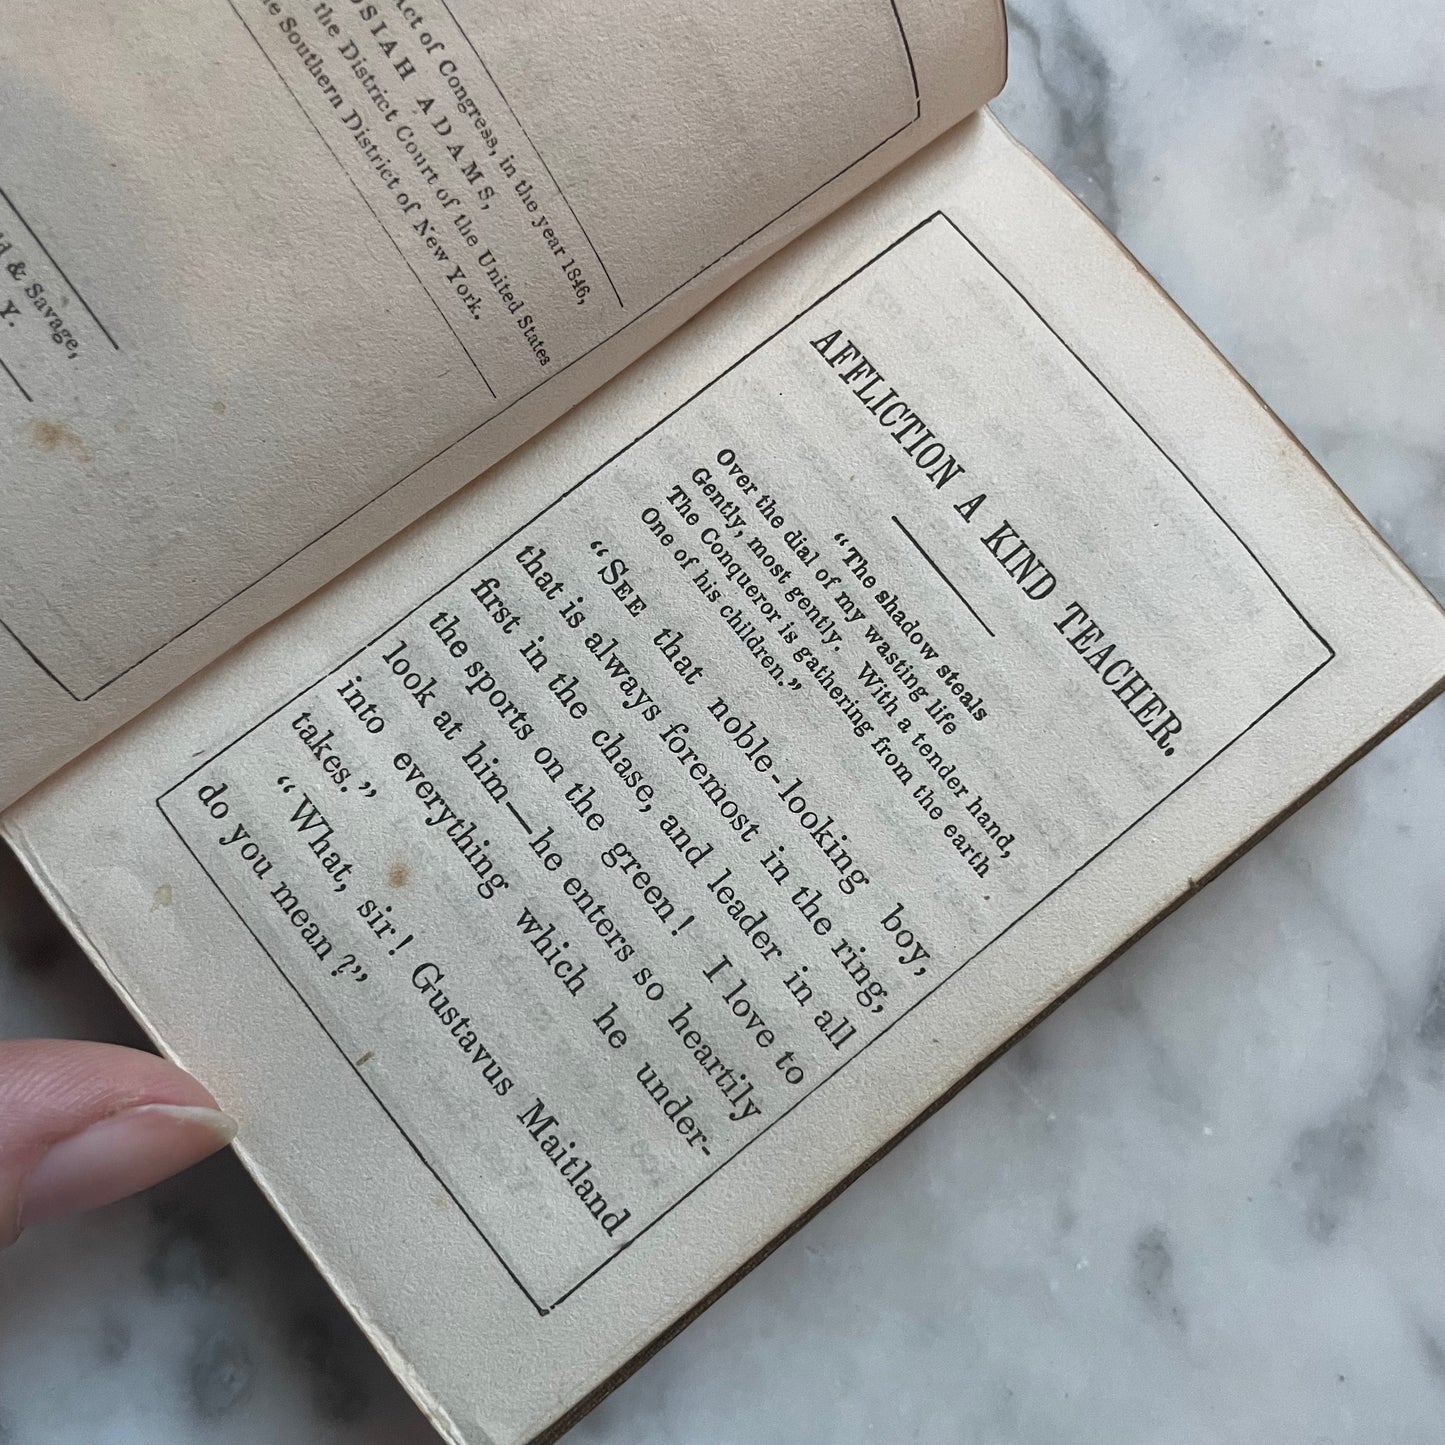 Act of Congress, in the year 1846,
OSIAH ADAMS,
the District Court of the United States
Southern District of New York.
& Savage,
Y.
AFFLICTION A KIND TEACHER.
“The shadow steals
Over the dial of my wasting life
Gently, most gently. With a tender hand,
The Conqueror is gathering from the earth
One of his children.”
“SEE that noble-looking boy,
that is always foremost in the ring,
first in the chase, and leader in all
the sports on the green! I love to
look at him—he enters so heartily
into everything which he under-
takes.”
“What, sir! Gustavus Maitland
do you mean?”